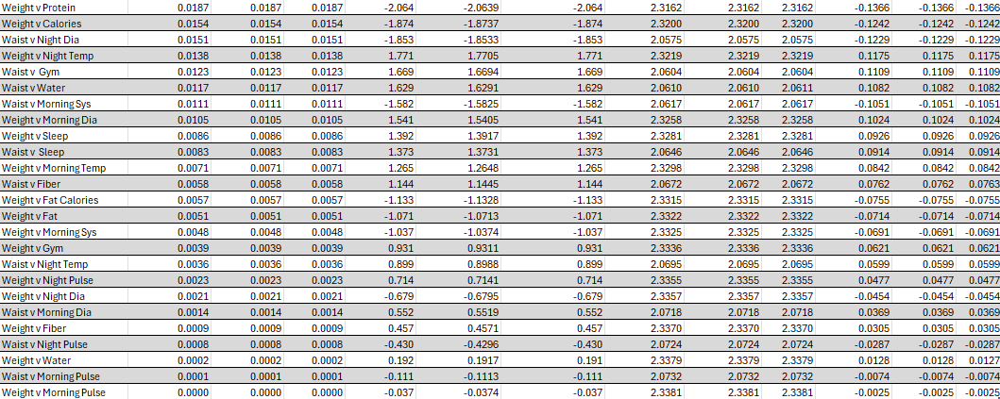 Weight v Protein 0.0187 0.0187 0.0187 -2.064 -2.0639 -2.064 2.3162 2.3162 2.3162 -0.1366 -0.1366 -0.1366
Weight v Calories 0.0154 0.0154 0.0154 -1.874 -1.8737 -1.874 2.3200 2.3200 2.3200 -0.1242 -0.1242 -0.1242
Waist v Night Dia 0.0151 0.0151 0.0151 -1.853 -1.8533 -1.853 2.0575 2.0575 2.0575 -0.1229 -0.1229 -0.1229
Weight v Night Temp 0.0138 0.0138 0.0138 1.771 1.7705 1.771 2.3219 2.3219 2.3219 0.1175 0.1175 0.1175
Waist v Gym 0.0123 0.0123 0.0123 1.669 1.6694 1.669 2.0604 2.0604 2.0604 0.1109 0.1109 0.1109
Waist v Water 0.0117 0.0117 0.0117 1.629 1.6291 1.629 2.0610 2.0610 2.0611 0.1082 0.1082 0.1082
Waist v Morning Sys 0.0111 0.0111 0.0111 -1.582 -1.5825 -1.582 2.0617 2.0617 2.0617 -0.1051 -0.1051 -0.1051
Weight v Morning Dia 0.0105 0.0105 0.0105 1.541 1.5405 1.541 2.3258 2.3258 2.3258 0.1024 0.1024 0.1024
Weight v Sleep 0.0086 0.0086 0.0086 1.392 1.3917 1.392 2.3281 2.3281 2.3281 0.0926 0.0926 0.0926
Waist v Sleep 0.0083 0.0083 0.0083 1.373 1.3731 1.373 2.0646 2.0646 2.0646 0.0914 0.0914 0.0914
Weight v Morning Temp 0.0071 0.0071 0.0071 1.265 1.2648 1.265 2.3298 2.3298 2.3298 0.0842 0.0842 0.0842
Waist v Fiber 0.0058 0.0058 0.0058 1.144 1.1445 1.144 2.0672 2.0672 2.0672 0.0762 0.0762 0.0763
Weight v Fat Calories 0.0057 0.0057 0.0057 -1.133 -1.1328 -1.133 2.3315 2.3315 2.3315 -0.0755 -0.0755 -0.0755
Weight v Fat 0.0051 0.0051 0.0051 -1.071 -1.0713 -1.071 2.3322 2.3322 2.3322 -0.0714 -0.0714 -0.0714
Weight v Morning Sys 0.0048 0.0048 0.0048 -1.037 -1.0374 -1.037 2.3325 2.3325 2.3325 -0.0691 -0.0691 -0.0691
Weight v Gym 0.0039 0.0039 0.0039 0.931 0.9311 0.931 2.3336 2.3336 2.3336 0.0621 0.0621 0.0621
Waist v Night Temp 0.0036 0.0036 0.0036 0.899 0.8988 0.899 2.0695 2.0695 2.0695 0.0599 0.0599 0.0599
Weight v Night Pulse 0.0023 0.0023 0.0023 0.714 0.7141 0.714 2.3355 2.3355 2.3355 0.0477 0.0477 0.0477
Weight v Night Dia 0.0021 0.0021 0.0021 -0.679 -0.6795 -0.679 2.3357 2.3357 2.3357 -0.0454 -0.0454 -0.0454
Waist v Morning Dia 0.0014 0.0014 0.0014 0.552 0.5519 0.552 2.0718 2.0718 2.0718 0.0369 0.0369 0.0369
Weight v Fiber 0.0009 0.0009 0.0009 0.457 0.4571 0.457 2.3370 2.3370 2.3370 0.0305 0.0305 0.0305
Waist v Night Pulse 0.0008 0.0008 0.0008 -0.430 -0.4296 -0.430 2.0724 2.0724 2.0724 -0.0287 -0.0287 -0.0287
Weight v Water 0.0002 0.0002 0.0002 0.192 0.1917 0.191 2.3379 2.3379 2.3379 0.0128 0.0128 0.0127
Waist v Morning Pulse 0.0001 0.0001 0.0001 -0.111 -0.1113 -0.111 2.0732 2.0732 2.0732 -0.0074 -0.0074 -0.0074
Weight v Morning Pulse 0.0000 0.0000 0.0000 -0.037 -0.0374 -0.037 2.3381 2.3381 2.3381 -0.0025 -0.0025 -0.0025